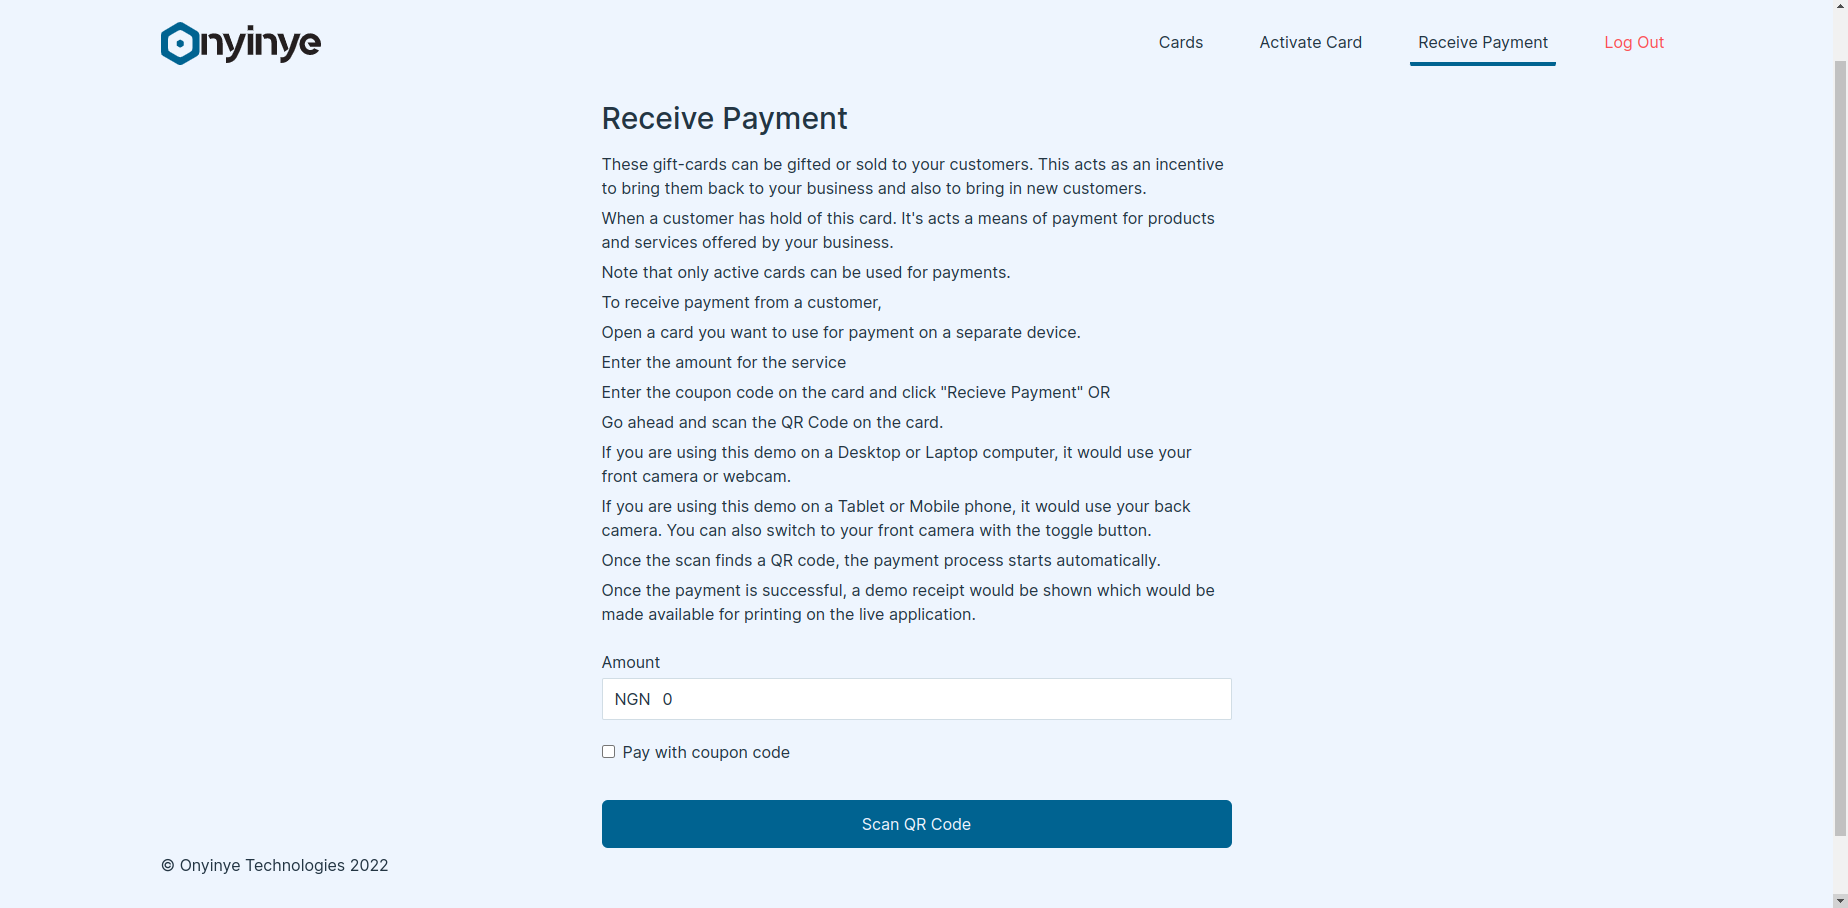 Onyinye
Cards
Activate Card
Receive Payment
Log Out
Receive Payment
These gift-cards can be gifted or sold to your customers. This acts as an incentive
to bring them back to your business and also to bring in new customers.
When a customer has hold of this card. It's acts a means of payment for products
and services offered by your business.
Note that only active cards can be used for payments.
To receive payment from a customer,
Open a card you want to use for payment on a separate device.
Enter the amount for the service
Enter the coupon code on the card and click "Recieve Payment" OR
Go ahead and scan the QR Code on the card.
If you are using this demo on a Desktop or Laptop computer, it would use your
front camera or webcam.
If you are using this demo on a Tablet or Mobile phone, it would use your back
camera. You can also switch to your front camera with the toggle button.
Once the scan finds a QR code, the payment process starts automatically.
Once the payment is successful, a demo receipt would be shown which would be
made available for printing on the live application.
Amount
NGN 0
Pay with coupon code
Scan QR Code
© Onyinye Technologies 2022